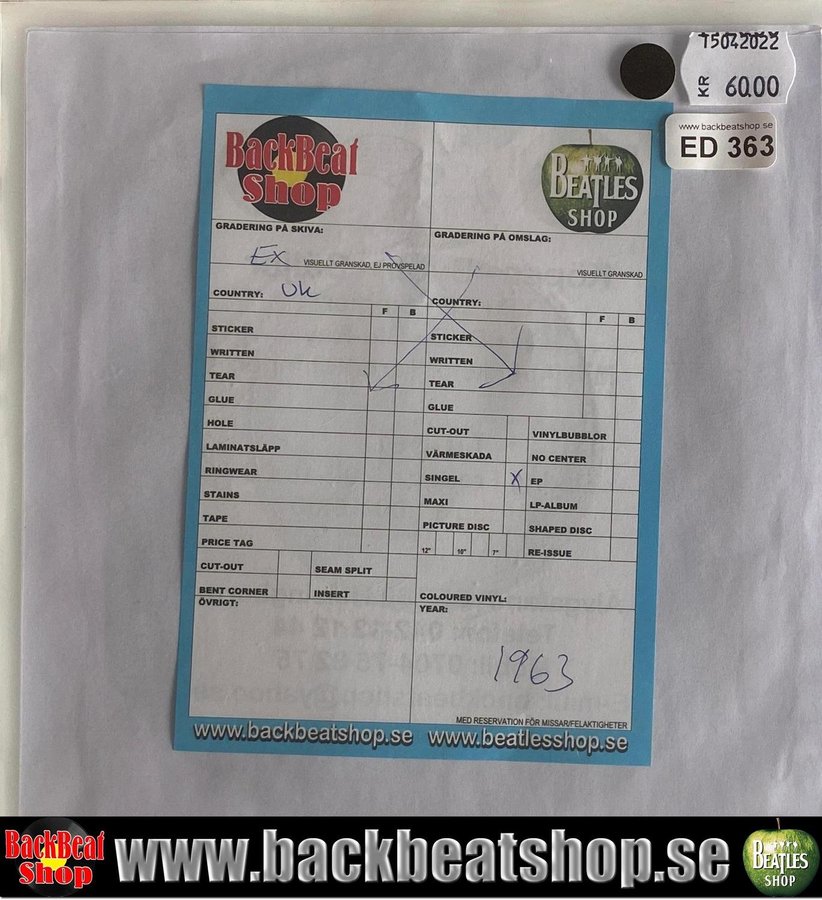 15042022
KR 60.00
www.backbeatshop.se
ED 363
BackBeat Shop
BEATLES SHOP
GRADERING PÅ SKIVA:
GRADERING PÅ OMSLAG:
Ex
VISUELLT GRANSKAD, EJ PROVSPELAD
VISUELLT GRANSKAD
COUNTRY: UK
COUNTRY:
F B
F B
STICKER
STICKER
WRITTEN
WRITTEN
TEAR
TEAR
GLUE
GLUE
HOLE
CUT-OUT
VINYLBUBBLOR
LAMINATSLÄPP
VÄRMESKADA
NO CENTER
RINGWEAR
SINGEL X EP
STAINS
MAXI
LP-ALBUM
TAPE
PICTURE DISC
SHAPED DISC
PRICE TAG
12" 10" 7" RE-ISSUE
CUT-OUT
SEAM SPLIT
BENT CORNER
INSERT
COLOURED VINYL:
ÖVRIGT:
YEAR:
1963
MED RESERVATION FÖR MISSAR/FELAKTIGHETER
www.backbeatshop.se www.beatlesshop.se
BackBeat Shop
www.backbeatshop.se
BEATLES SHOP